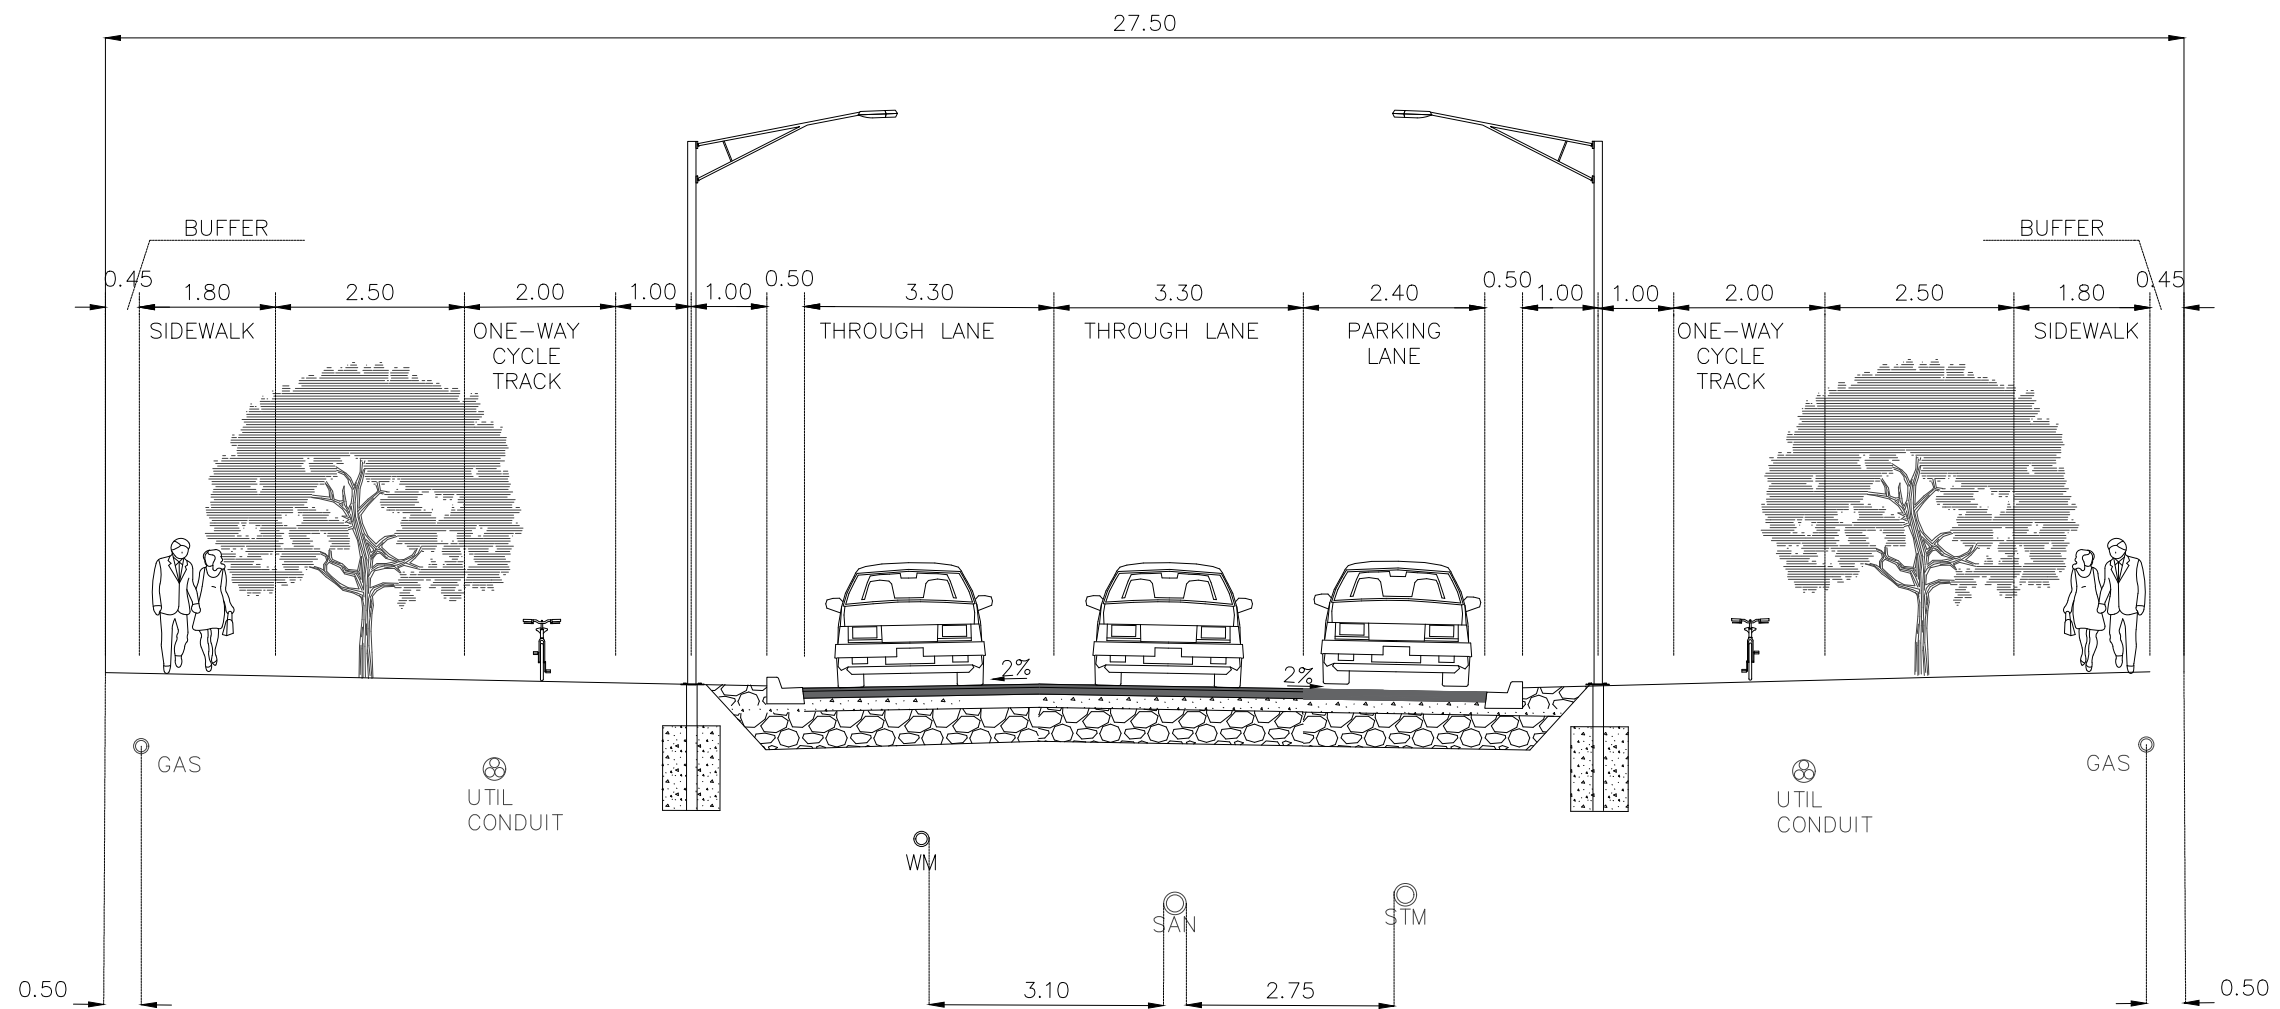 27.50
BUFFER
BUFFER
0.45
1.80
2.50
2.00
1.00
1.00
0.50
3.30
3.30
2.40
0.50
1.00
1.00
2.00
2.50
1.80
0.45
SIDEWALK
ONE-WAY
CYCLE
TRACK
THROUGH LANE
THROUGH LANE
PARKING
LANE
ONE-WAY
CYCLE
TRACK
SIDEWALK
2%
2%
GAS
UTIL
CONDUIT
WM
SAN
STM
UTIL
CONDUIT
GAS
0.50
3.10
2.75
0.50